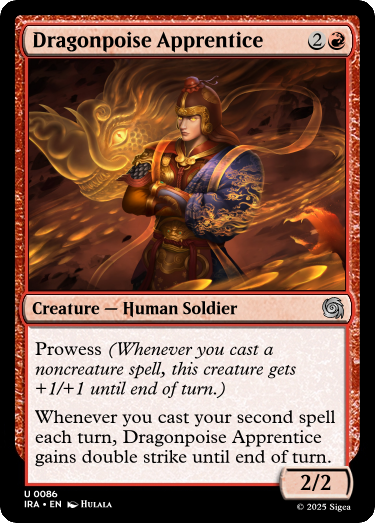 Dragonpoise Apprentice 2
Creature — Human Soldier
Prowess (Whenever you cast a
noncreature spell, this creature gets
+1/+1 until end of turn.)
Whenever you cast your second spell
each turn, Dragonpoise Apprentice
gains double strike until end of turn.
2/2
U 0086
IRA • EN Hulala
© 2025 Sigea